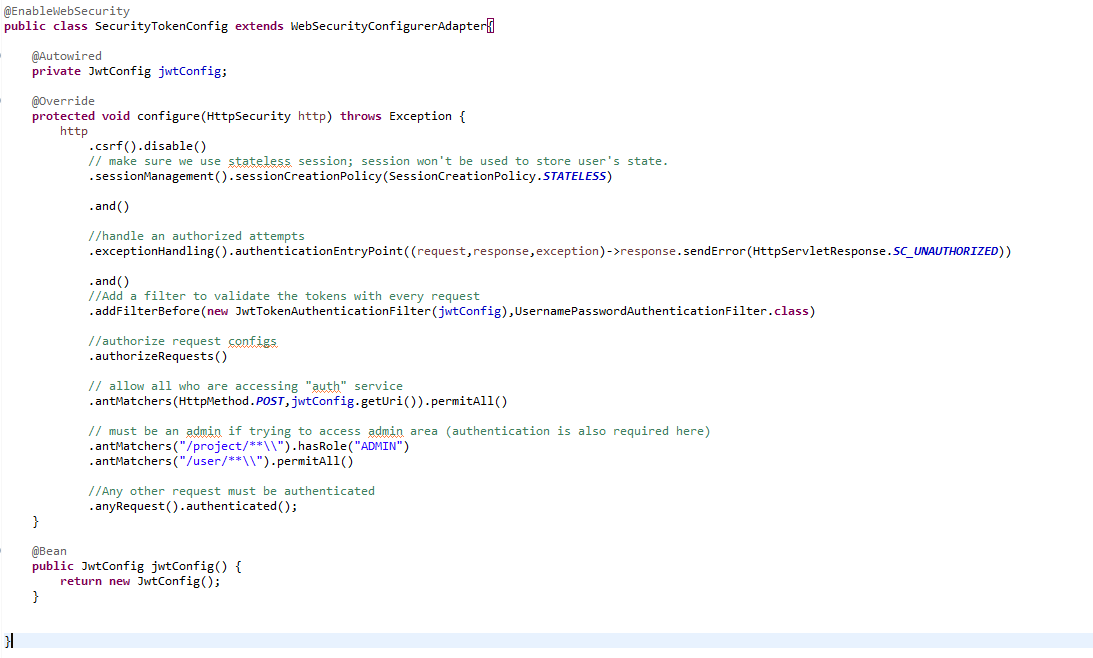 @EnableWebSecurity
public class SecurityTokenConfig extends WebSecurityConfigurerAdapter{
@Autowired
private JwtConfig jwtConfig;
@Override
protected void configure(HttpSecurity http) throws Exception {
http
.csrf().disable()
// make sure we use stateless session; session won't be used to store user's state.
.sessionManagement().sessionCreationPolicy(SessionCreationPolicy.STATELESS)
.and()
//handle an authorized attempts
.exceptionHandling().authenticationEntryPoint((request,response,exception)->response.sendError(HttpServletResponse.SC_UNAUTHORIZED))
.and()
//Add a filter to validate the tokens with every request
.addFilterBefore(new JwtTokenAuthenticationFilter(jwtConfig),UsernamePasswordAuthenticationFilter.class)
//authorize request configs
.authorizeRequests()
// allow all who are accessing "auth" service
.antMatchers(HttpMethod.POST,jwtConfig.getUri()).permitAll()
// must be an admin if trying to access admin area (authentication is also required here)
.antMatchers("/project/**\\").hasRole("ADMIN")
.antMatchers("/user/**\\").permitAll()
//Any other request must be authenticated
.anyRequest().authenticated();
}
@Bean
public JwtConfig jwtConfig() {
return new JwtConfig();
}
}